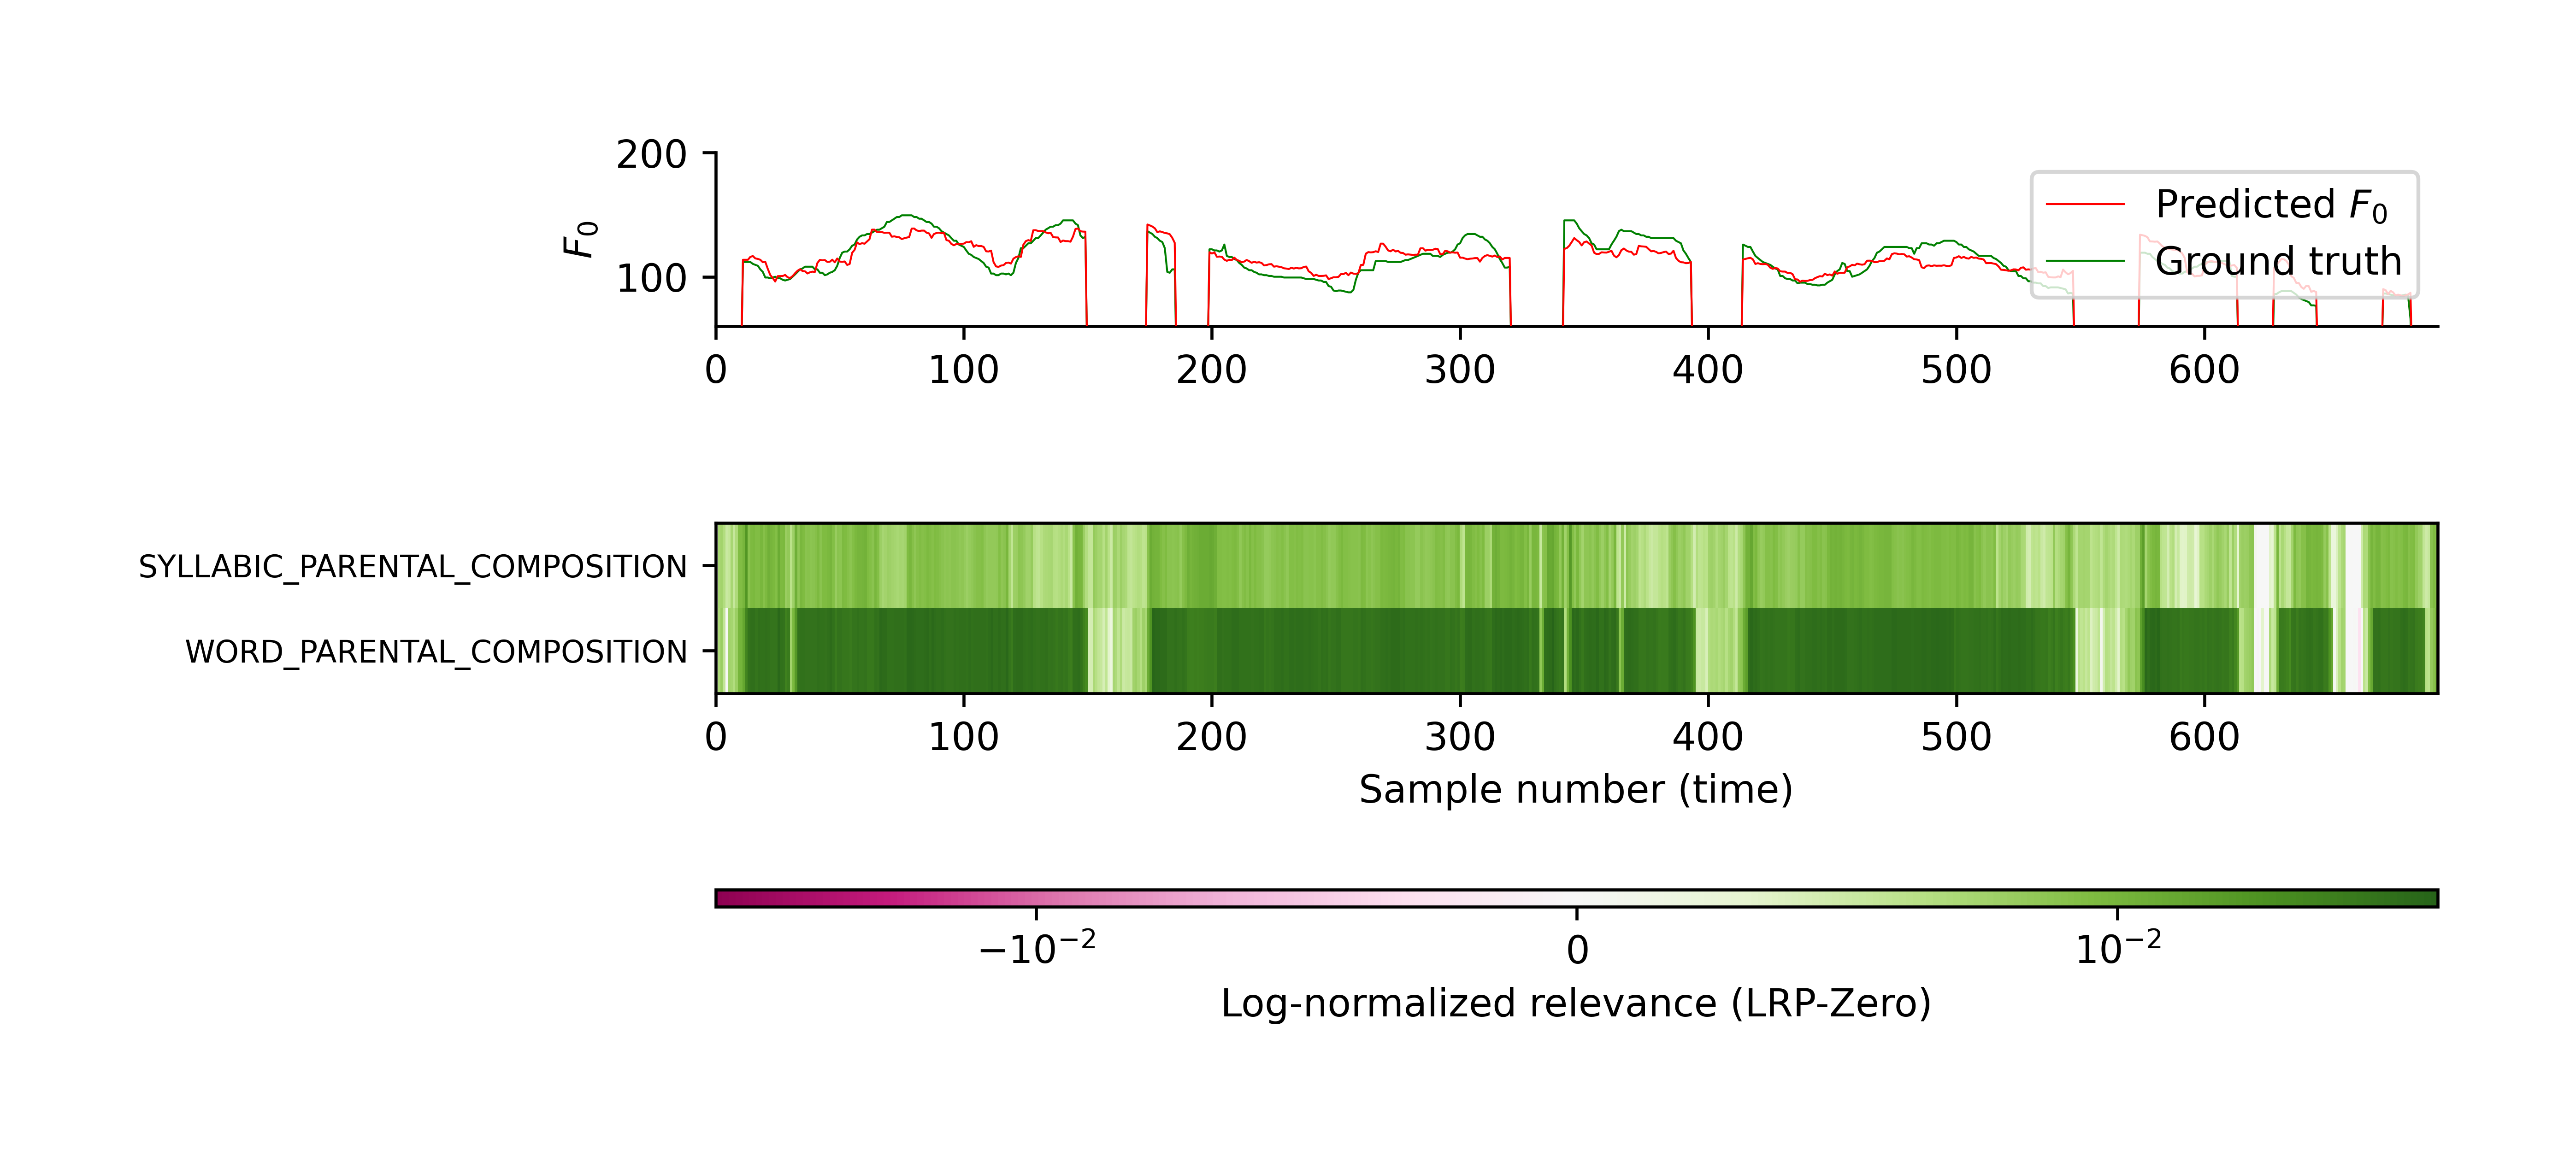 200
100
F₀
Predicted F₀
Ground truth
0 100 200 300 400 500 600
SYLLABIC_PARENTAL_COMPOSITION
WORD_PARENTAL_COMPOSITION
0 100 200 300 400 500 600
Sample number (time)
−10⁻² 0 10⁻²
Log-normalized relevance (LRP-Zero)